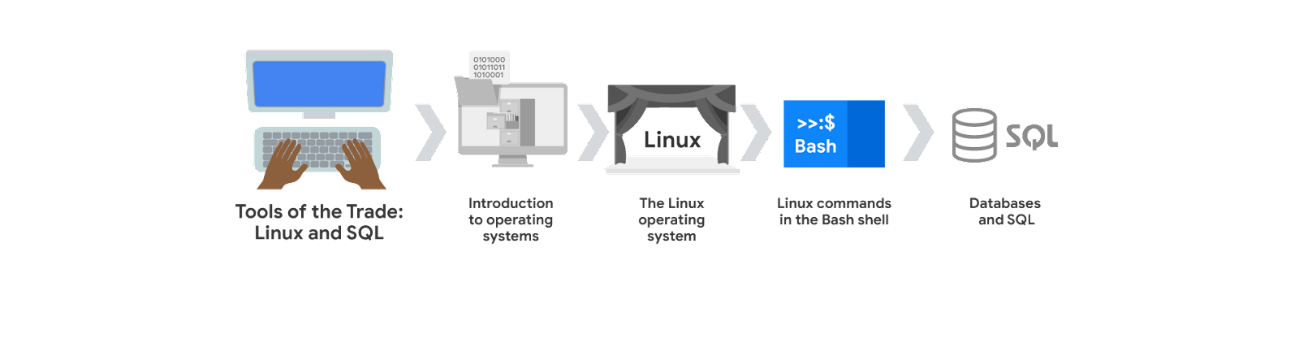 Tools of the Trade:
Linux and SQL
0101000
01011011
1010001
Introduction
to operating
systems
Linux
The Linux
operating
system
>>:$
Bash
Linux commands
in the Bash shell
SQL
Databases
and SQL